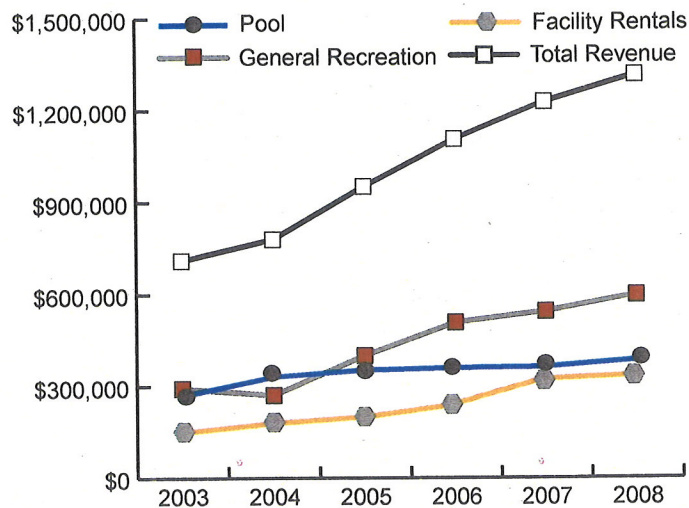 $1,500,000
Pool
Facility Rentals
General Recreation
Total Revenue
$1,200,000
$900,000
$600,000
$300,000
$0
2003 2004 2005 2006 2007 2008